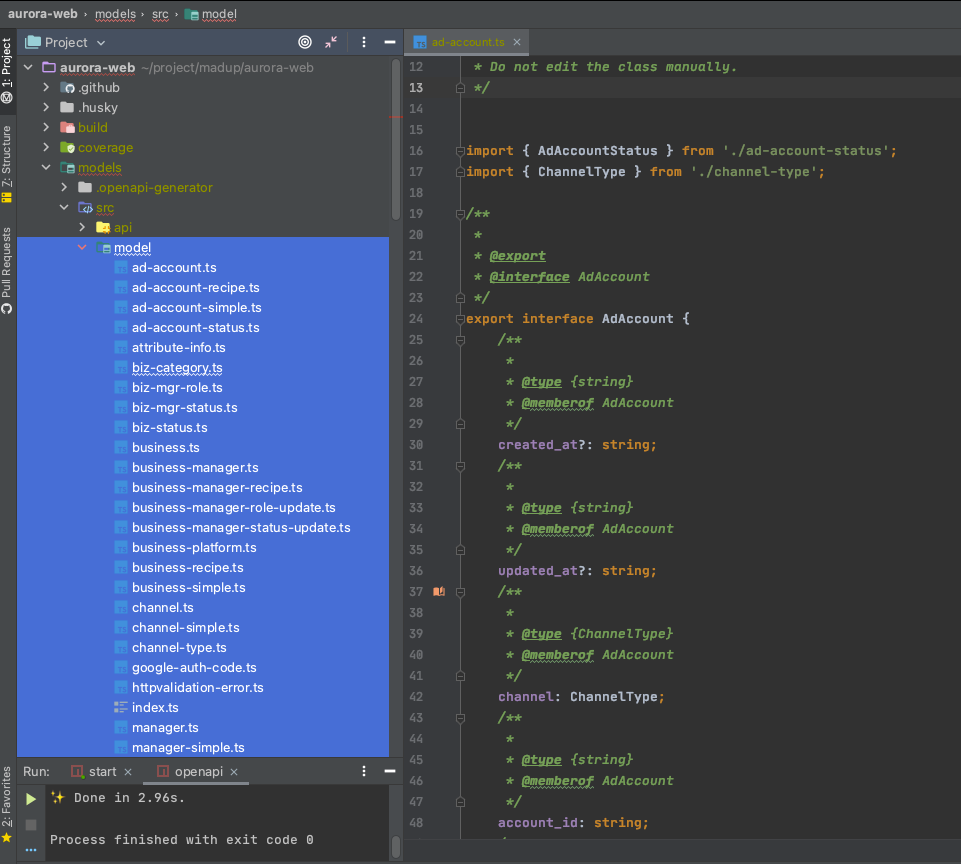 aurora-web › models › src › model
Project
ad-account.ts ×
1: Project
Z: Structure
Pull Requests
2: Favorites
aurora-web ~/project/madup/aurora-web
.github
.husky
build
coverage
models
.openapi-generator
src
api
model
ad-account.ts
ad-account-recipe.ts
ad-account-simple.ts
ad-account-status.ts
attribute-info.ts
biz-category.ts
biz-mgr-role.ts
biz-mgr-status.ts
biz-status.ts
business.ts
business-manager.ts
business-manager-recipe.ts
business-manager-role-update.ts
business-manager-status-update.ts
business-platform.ts
business-recipe.ts
business-simple.ts
channel.ts
channel-simple.ts
channel-type.ts
google-auth-code.ts
httpvalidation-error.ts
index.ts
manager.ts
manager-simple.ts
12 * Do not edit the class manually.
13 */
14
15
16 import { AdAccountStatus } from './ad-account-status';
17 import { ChannelType } from './channel-type';
18
19 /**
20 *
21 * @export
22 * @interface AdAccount
23 */
24 export interface AdAccount {
25 /**
26 *
27 * @type {string}
28 * @memberof AdAccount
29 */
30 created_at?: string;
31 /**
32 *
33 * @type {string}
34 * @memberof AdAccount
35 */
36 updated_at?: string;
37 /**
38 *
39 * @type {ChannelType}
40 * @memberof AdAccount
41 */
42 channel: ChannelType;
43 /**
44 *
45 * @type {string}
46 * @memberof AdAccount
47 */
48 account_id: string;
Run: start × openapi ×
✨ Done in 2.96s.
Process finished with exit code 0